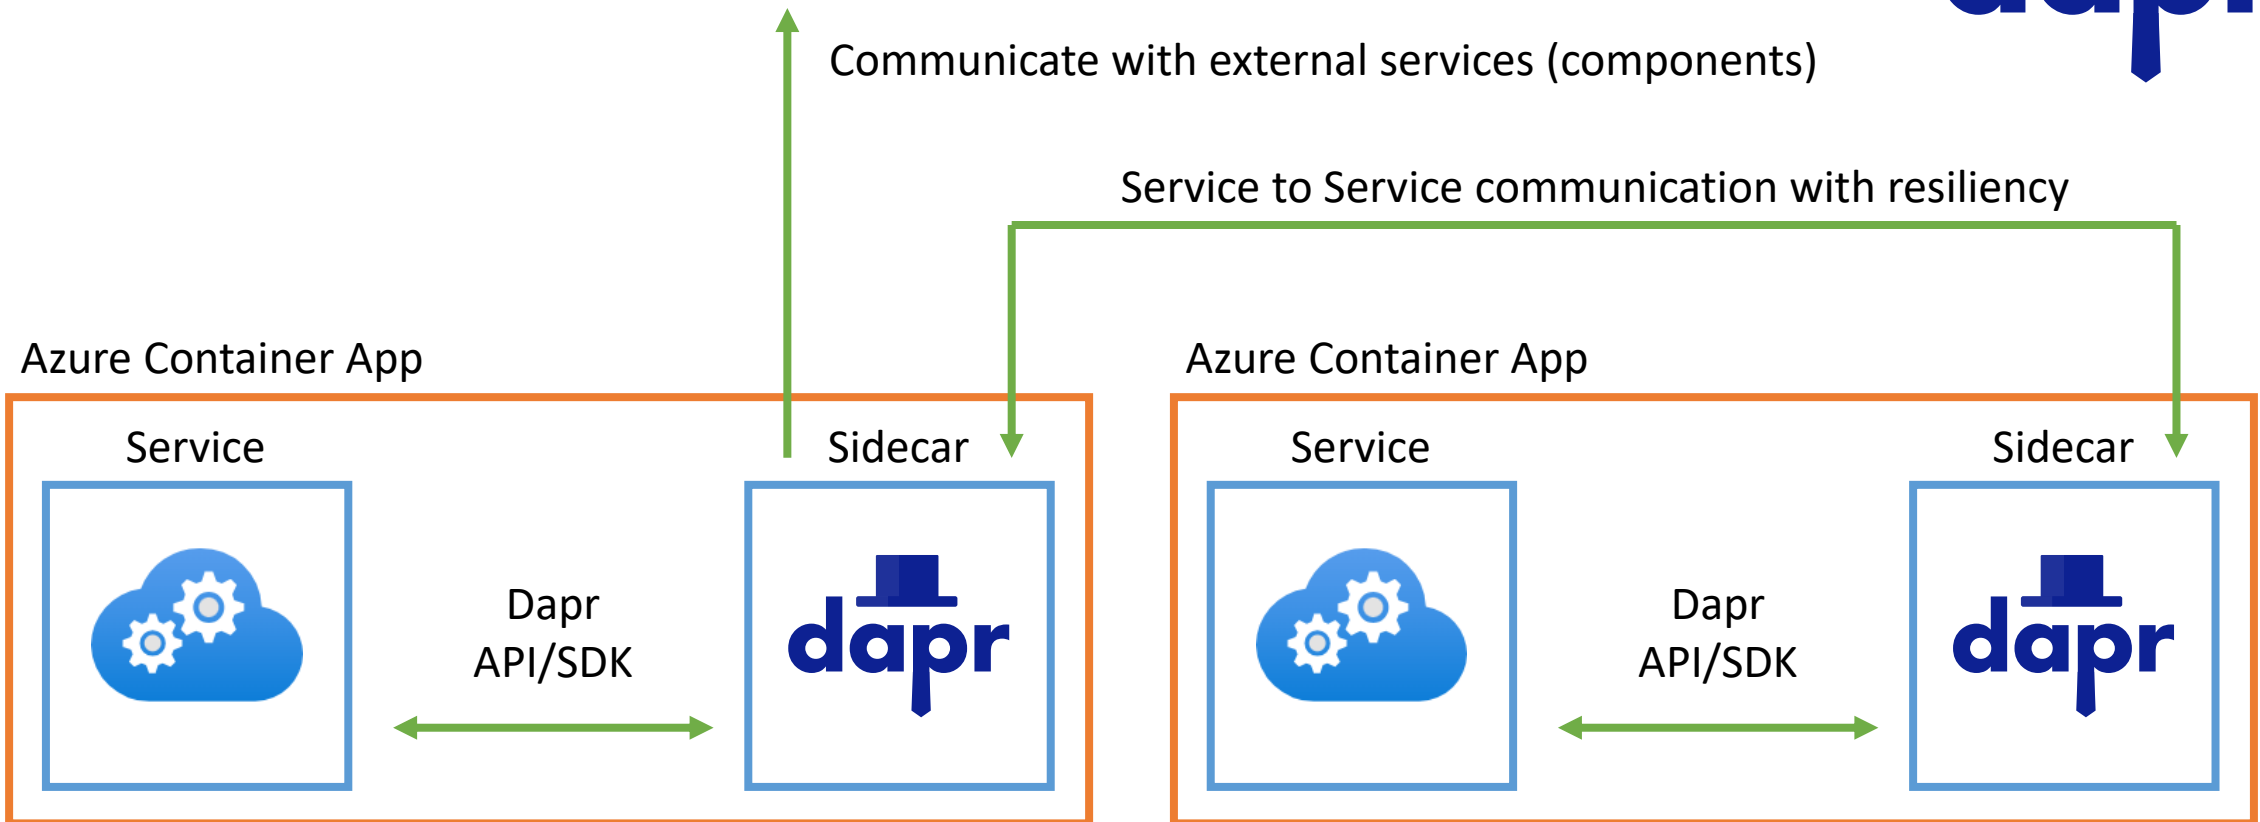 dapr
Communicate with external services (components)
Service to Service communication with resiliency
Azure Container App
Azure Container App
Service
Sidecar
Service
Sidecar
Dapr
API/SDK
dapr
Dapr
API/SDK
dapr